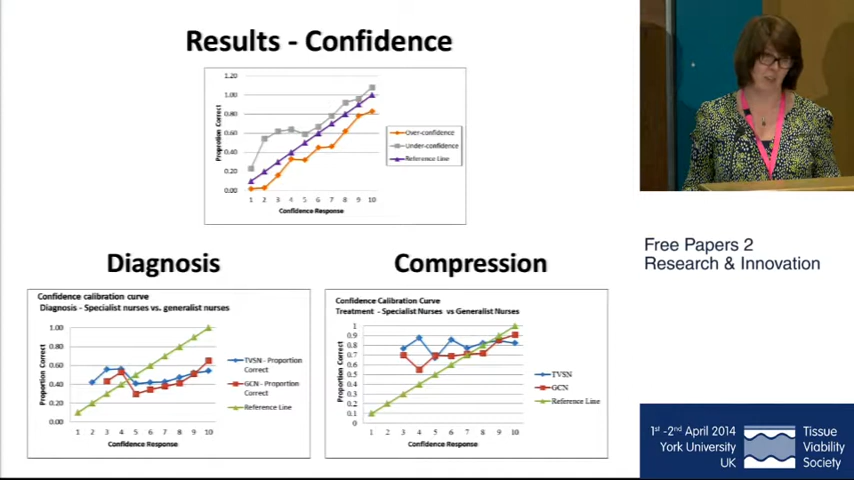 Results - Confidence
1.20
1.00
0.80
0.60
0.40
0.20
0.00
Proportion Correct
1 2 3 4 5 6 7 8 9 10
Confidence Response
Over-confidence
Under-confidence
Reference Line
Diagnosis
Confidence calibration curve
Diagnosis - Specialist nurses vs. generalist nurses
1.00
0.80
0.60
0.40
0.20
0.00
Proportion Correct
1 2 3 4 5 6 7 8 9 10
Confidence Response
TVSN - Proportion
Correct
GCN - Proportion
Correct
Reference Line
Compression
Confidence Calibration Curve
Treatment - Specialist Nurses vs Generalist Nurses
1
0.9
0.8
0.7
0.6
0.5
0.4
0.3
0.2
0.1
0
Proportion Correct
1 2 3 4 5 6 7 8 9 10
Confidence Response
TVSN
GCN
Reference Line
Free Papers 2
Research & Innovation
1st -2nd April 2014
York University
UK
Tissue
Viability
Society